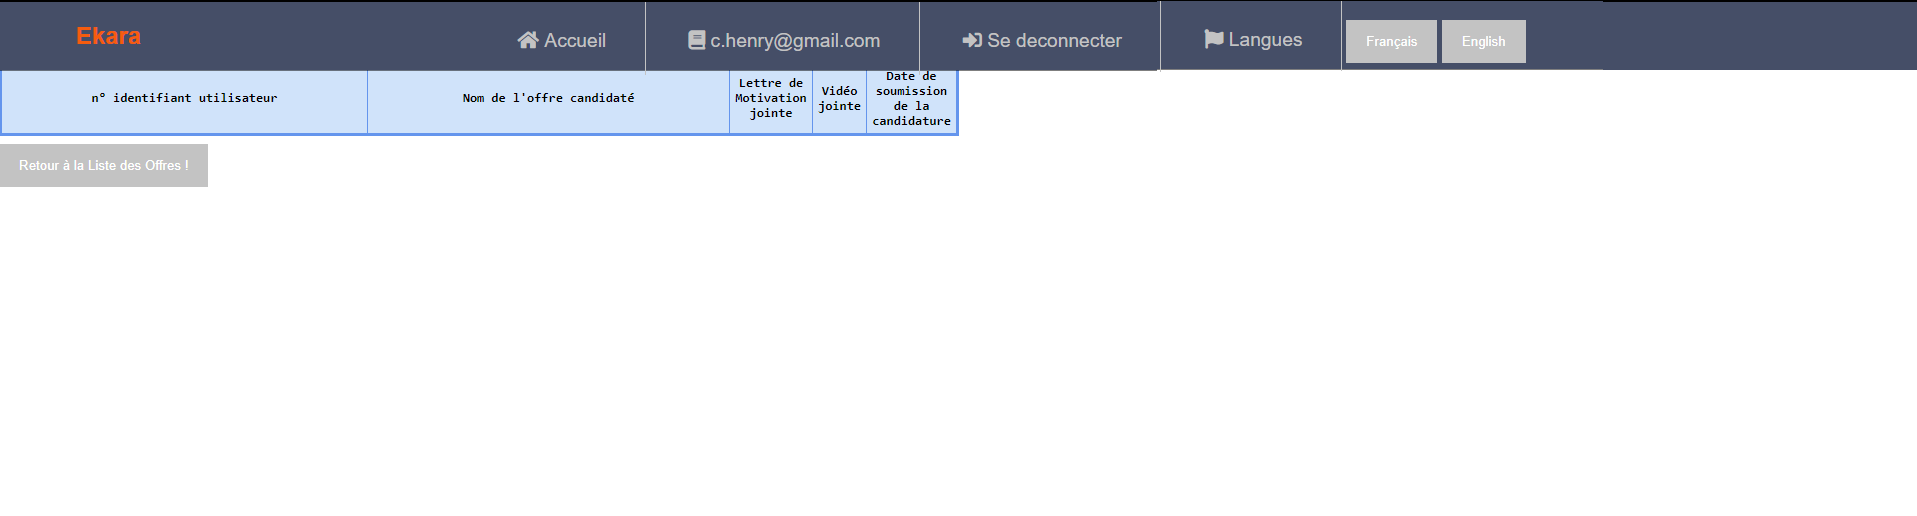 Ekara
Accueil
c.henry@gmail.com
Se deconnecter
Langues
Français
English
n° identifiant utilisateur
Nom de l'offre candidaté
Lettre de
Motivation
jointe
Vidéo
jointe
Date de
soumission
de la
candidature
Retour à la Liste des Offres !